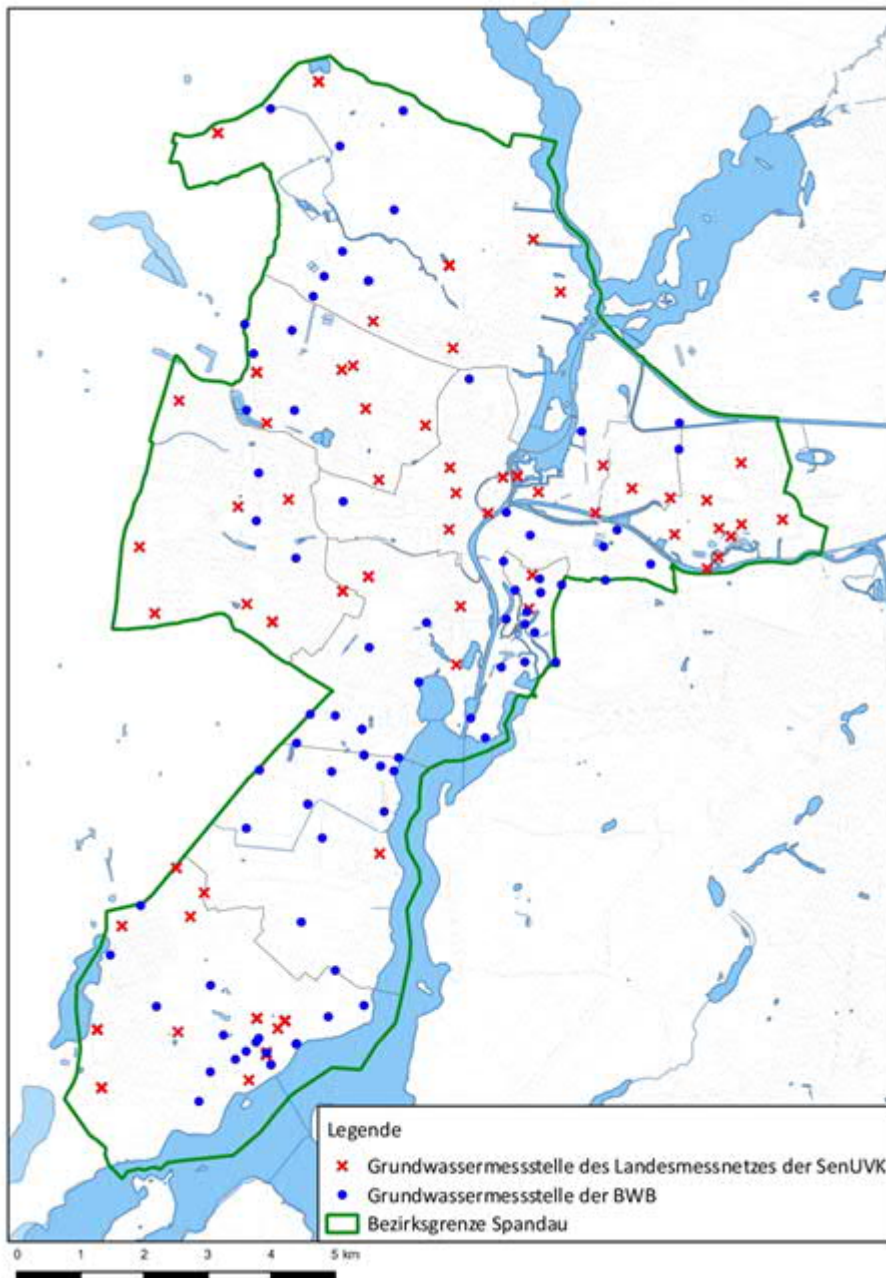 Legende
Grundwassermessstelle des Landesmessnetzes der SenUVK
Grundwassermessstelle der BWB
Bezirksgrenze Spandau
0 1 2 3 4 5 km